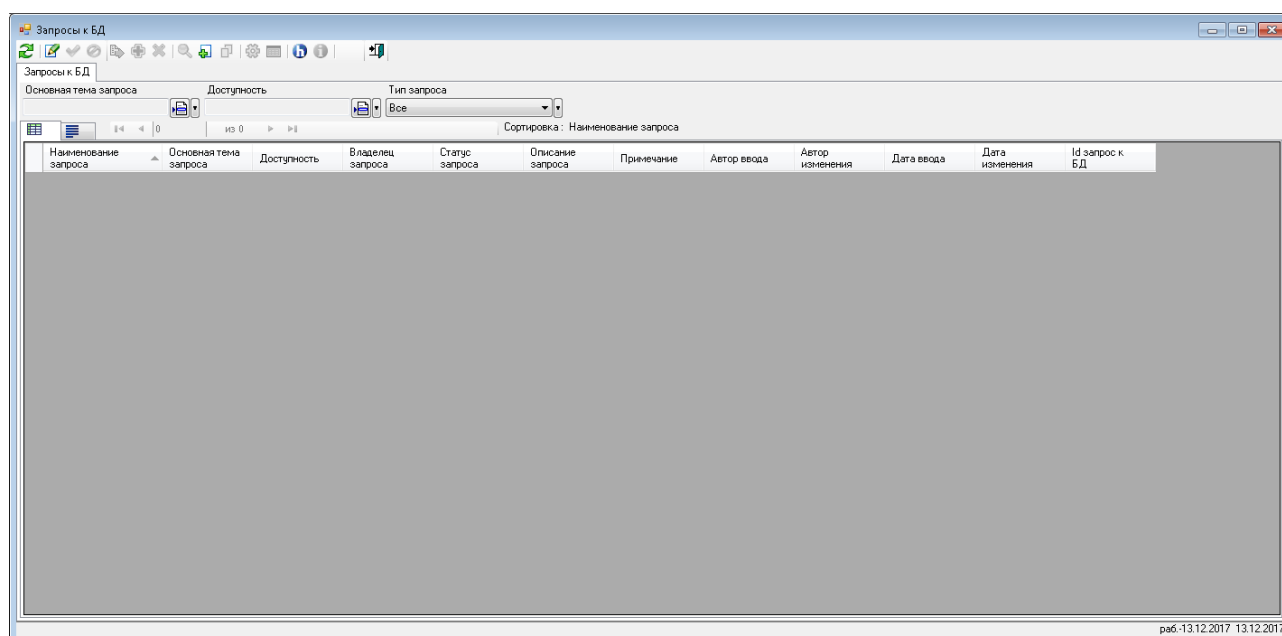 Запросы к БД
Запросы к БД
Основная тема запроса Доступность Тип запроса
Все
0 из 0 Сортировка : Наименование запроса
Наименование Основная тема Доступность Владелец Статус Описание Примечание Автор ввода Автор Дата ввода Дата Id запрос к
запроса запроса запроса запроса запроса изменения изменения БД
раб.-13.12.2017 13.12.2017